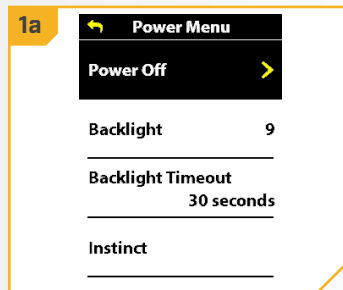 1a
Power Menu
Power Off
Backlight 9
Backlight Timeout
30 seconds
Instinct